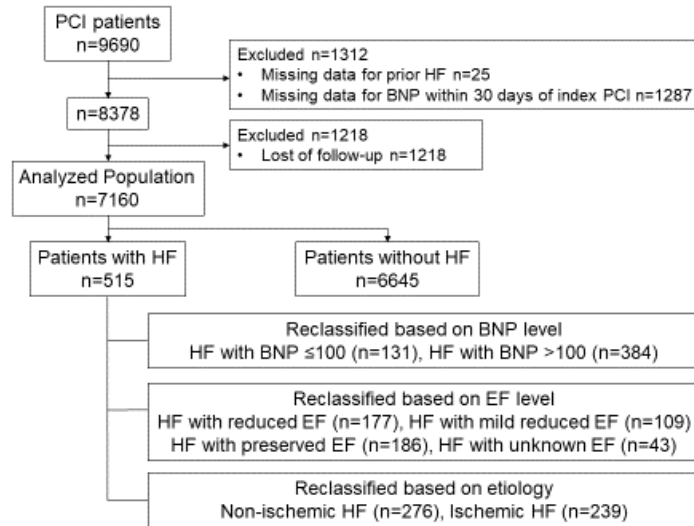 PCI patients
n=9690
Excluded n=1312
• Missing data for prior HF n=25
• Missing data for BNP within 30 days of index PCI n=1287
n=8378
Excluded n=1218
• Lost of follow-up n=1218
Analyzed Population
n=7160
Patients with HF
n=515
Patients without HF
n=6645
Reclassified based on BNP level
HF with BNP ≤100 (n=131), HF with BNP >100 (n=384)
Reclassified based on EF level
HF with reduced EF (n=177), HF with mild reduced EF (n=109)
HF with preserved EF (n=186), HF with unknown EF (n=43)
Reclassified based on etiology
Non-ischemic HF (n=276), Ischemic HF (n=239)